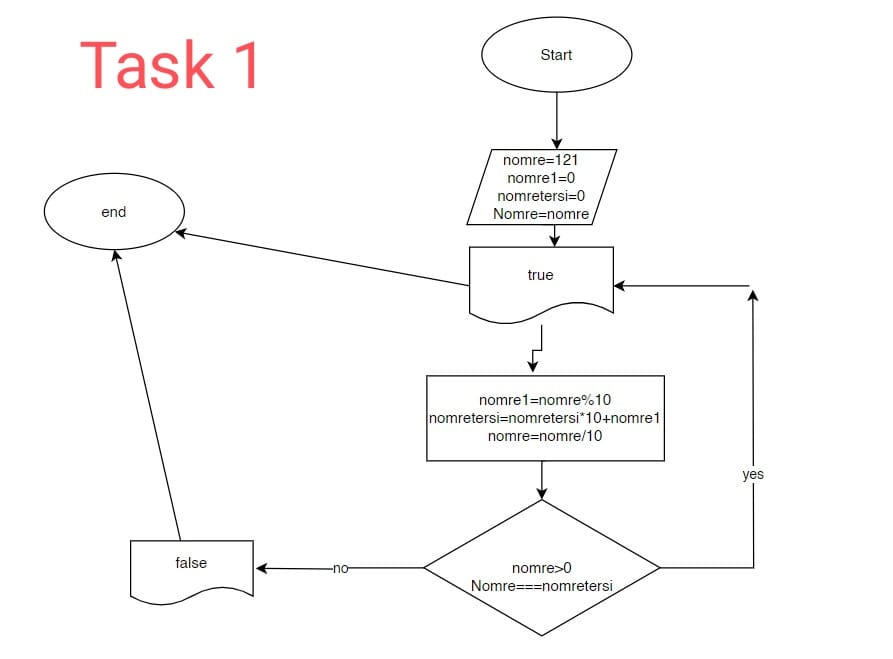 Task 1
Start
nomre=121
nomre1=0
nomretersi=0
Nomre=nomre
end
true
nomre1=nomre%10
nomretersi=nomretersi*10+nomre1
nomre=nomre/10
yes
nomre>0
Nomre===nomretersi
no
false